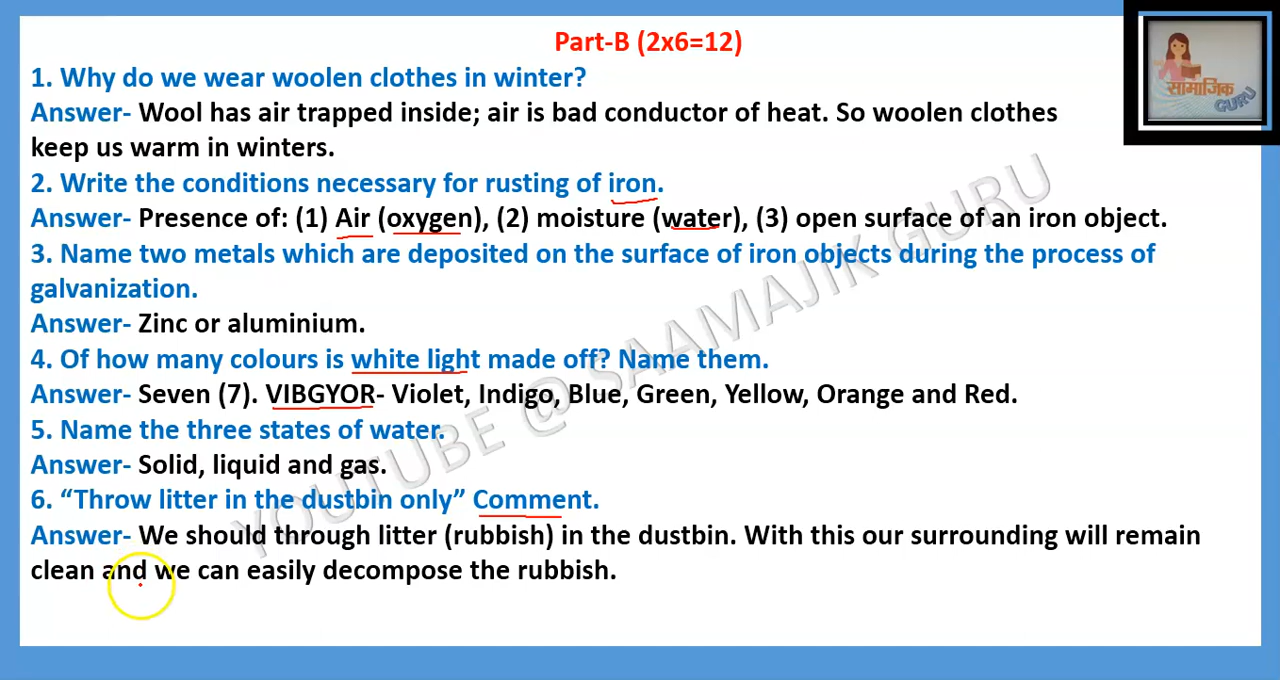 Part-B (2x6=12)
सामाजिक
GURU
1. Why do we wear woolen clothes in winter?
Answer- Wool has air trapped inside; air is bad conductor of heat. So woolen clothes
keep us warm in winters.
2. Write the conditions necessary for rusting of iron.
Answer- Presence of: (1) Air (oxygen), (2) moisture (water), (3) open surface of an iron object.
3. Name two metals which are deposited on the surface of iron objects during the process of
galvanization.
Answer- Zinc or aluminium.
4. Of how many colours is white light made off? Name them.
Answer- Seven (7). VIBGYOR- Violet, Indigo, Blue, Green, Yellow, Orange and Red.
5. Name the three states of water.
Answer- Solid, liquid and gas.
6. “Throw litter in the dustbin only” Comment.
Answer- We should through litter (rubbish) in the dustbin. With this our surrounding will remain
clean and we can easily decompose the rubbish.
YOUTUBE @ SAAMAJIK GURU